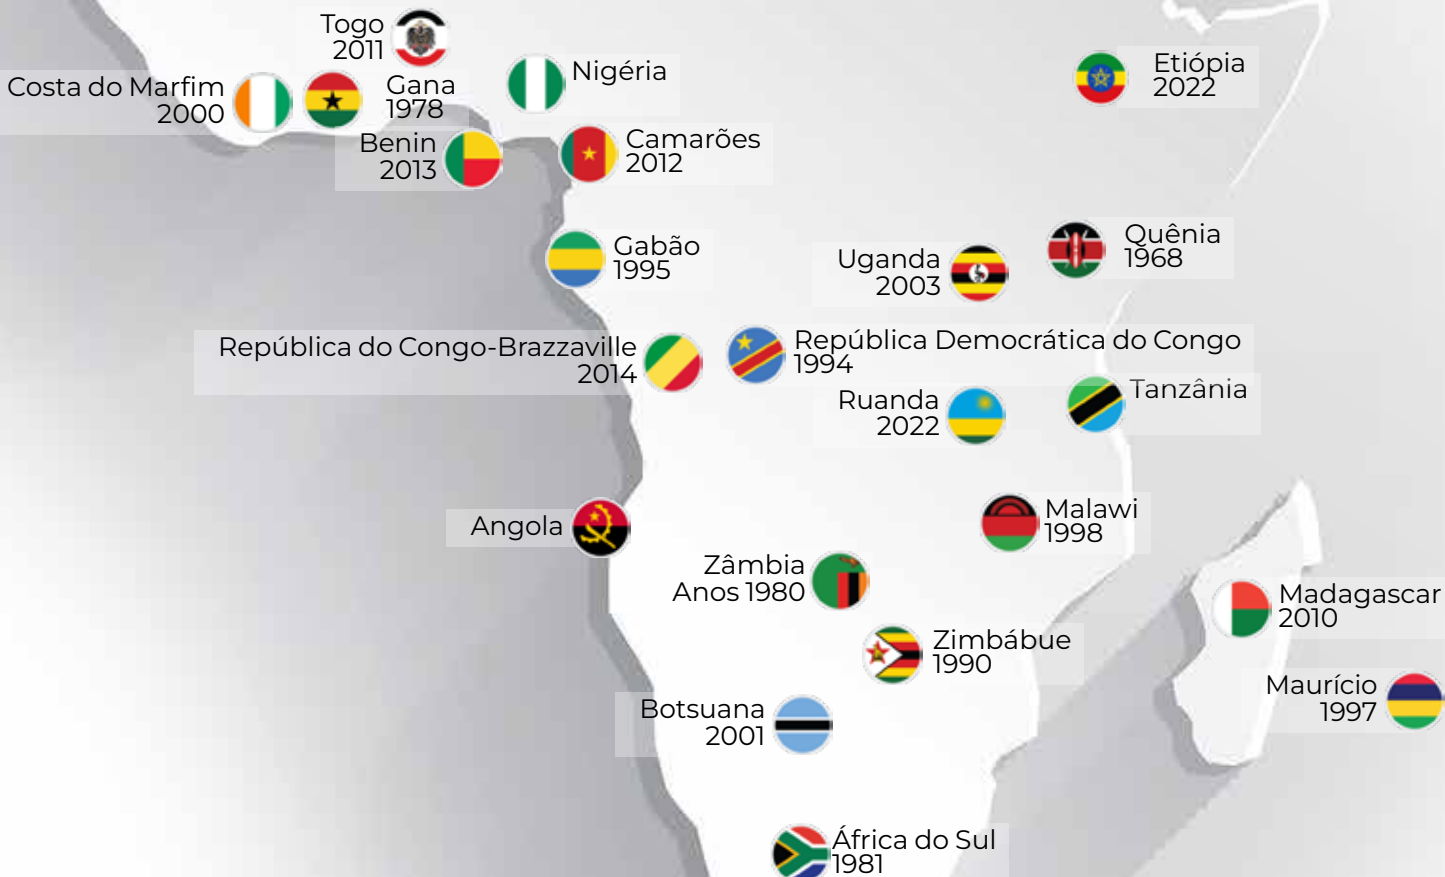 Togo
2011
Costa do Marfim
2000
Gana
1978
Nigéria
Etiópia
2022
Benin
2013
Camarões
2012
Gabão
1995
Uganda
2003
Quênia
1968
República do Congo-Brazzaville
2014
República Democrática do Congo
1994
Ruanda
2022
Tanzânia
Angola
Malawi
1998
Zâmbia
Anos 1980
Madagascar
2010
Zimbábue
1990
Maurício
1997
Botsuana
2001
África do Sul
1981